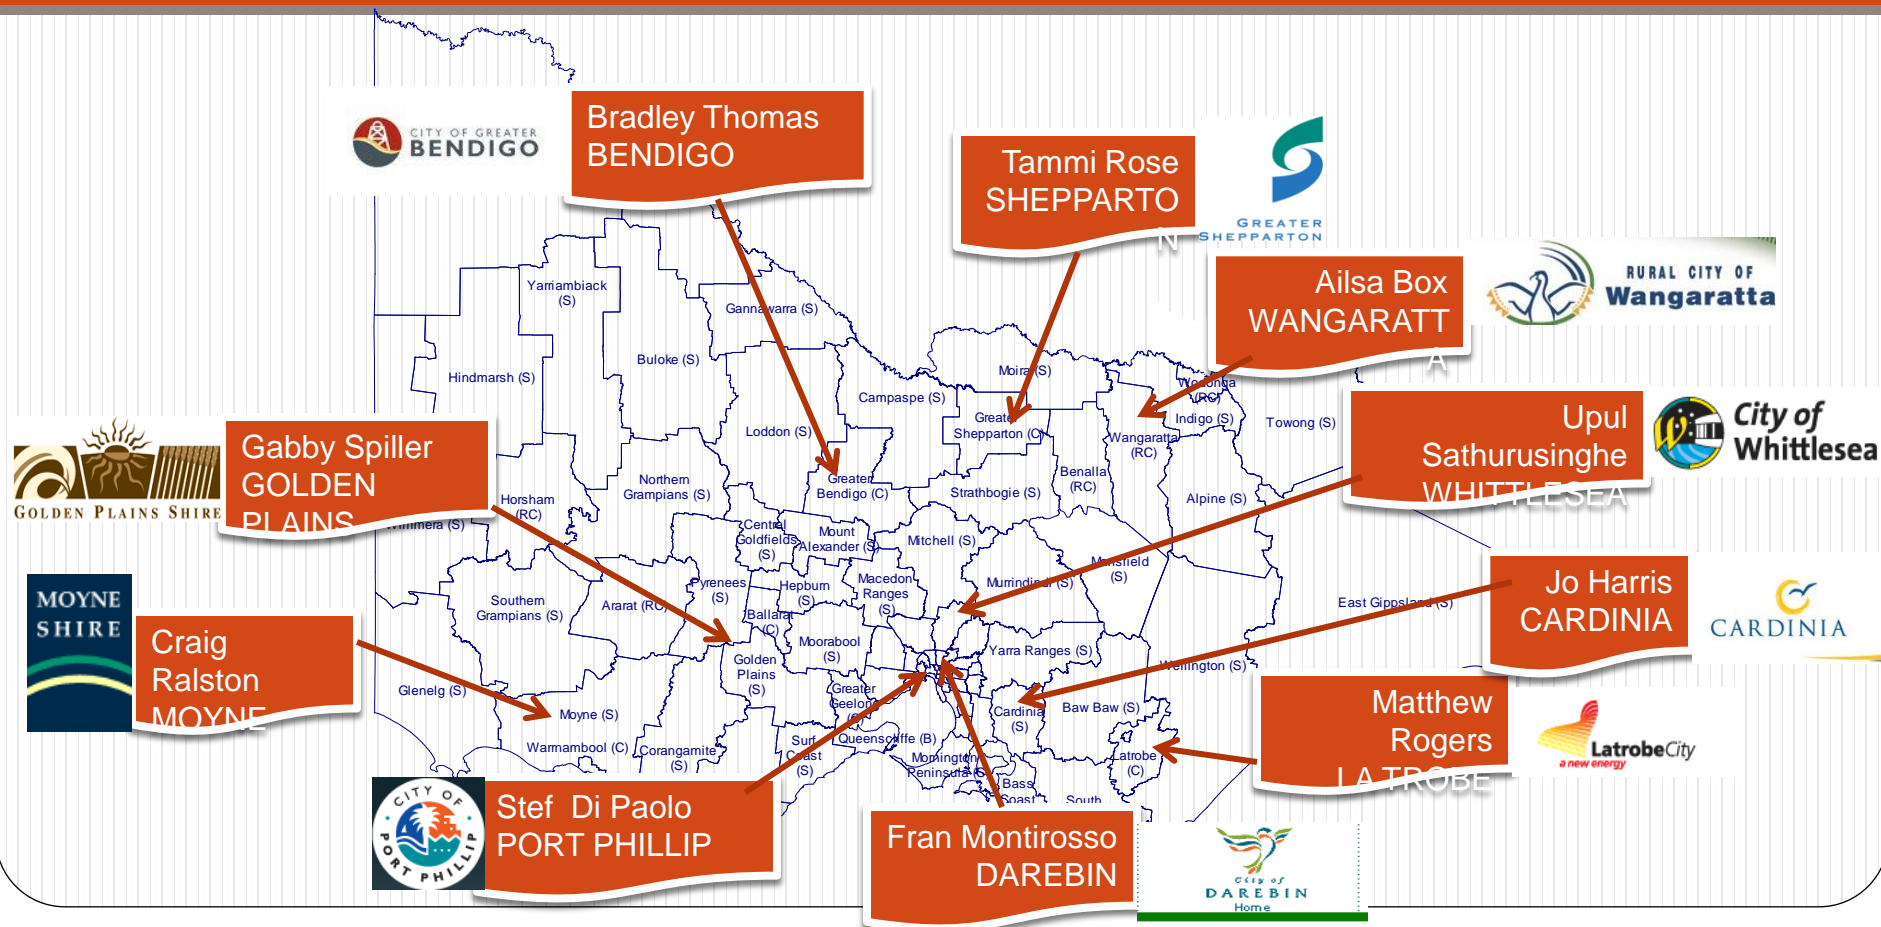 CITY OF GREATER
BENDIGO
Bradley Thomas
BENDIGO
Tammi Rose
SHEPPARTO
N
GREATER
SHEPPARTON
Ailsa Box
WANGARATT
A
RURAL CITY OF
Wangaratta
Yarriambiack
(S)
Gannawarra (S)
Buloke (S)
Hindmarsh (S)
Moira (S)
Campaspe (S)
Wodonga
(RC)
Indigo (S)
Towong (S)
Greater
Shepparton (C)
Loddon (S)
Wangaratta
(RC)
Upul
Sathurusinghe
WHITTLESEA
City of
Whittlesea
GOLDEN PLAINS SHIRE
Gabby Spiller
GOLDEN
PLAINS
Horsham
(RC)
Wimmera (S)
Northern
Grampians (S)
Greater
Bendigo (C)
Strathbogie (S)
Benalla
(RC)
Alpine (S)
Central
Goldfields
(S)
Mount
Alexander (S)
Mitchell (S)
Mansfield
(S)
Murrindindi (S)
Pyrenees
(S)
Hepburn
(S)
Macedon
Ranges
(S)
Southern
Grampians (S)
Ararat (RC)
Ballarat
(C)
East Gippsland (S)
Jo Harris
CARDINIA
CARDINIA
MOYNE
SHIRE
Craig
Ralston
MOYNE
Moorabool
(S)
Yarra Ranges (S)
Wellington (S)
Golden
Plains
(S)
Glenelg (S)
Moyne (S)
Greater
Geelong
(C)
Cardinia
(S)
Baw Baw (S)
Matthew
Rogers
LA TROBE
LatrobeCity
a new energy
Warrnambool (C)
Corangamite
(S)
Surf
Coast
(S)
Queenscliffe (B)
Mornington
Peninsula (S)
Latrobe
(C)
Bass
Coast
South
CITY OF
PORT PHILLIP
Stef  Di Paolo
PORT PHILLIP
Fran Montirosso
DAREBIN
City of
DAREBIN
Home